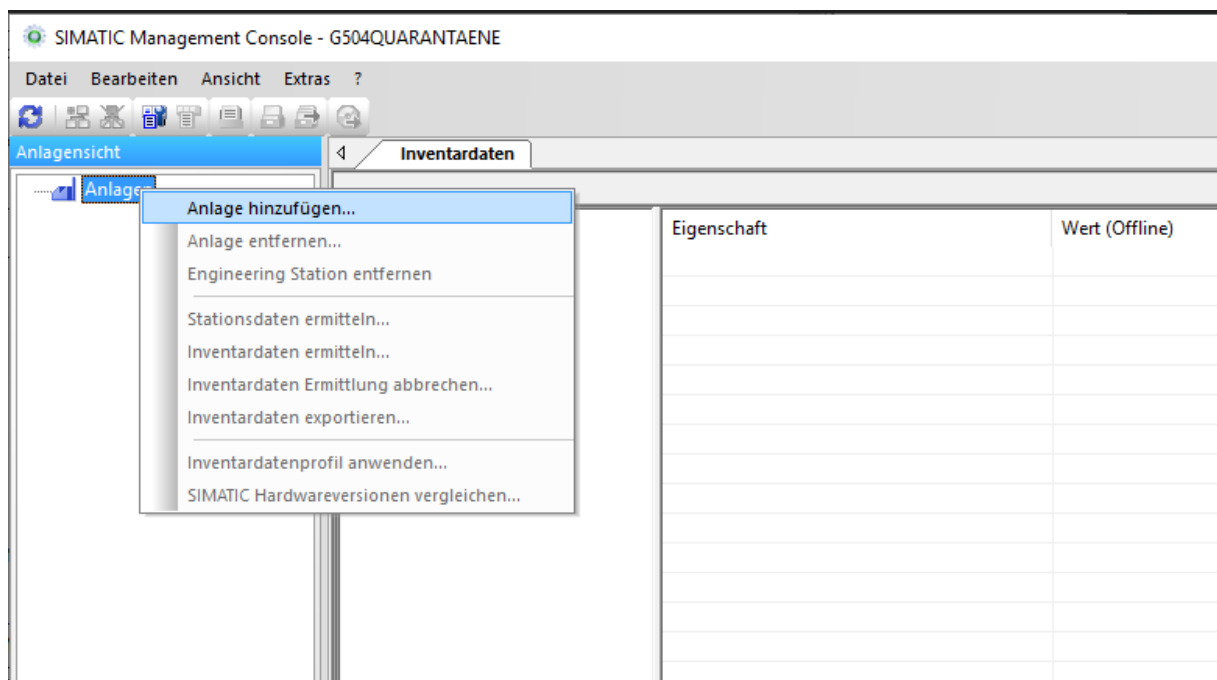 SIMATIC Management Console - G504QUARANTAENE
Datei Bearbeiten Ansicht Extras ?
Anlagensicht
Inventardaten
Anlagen
Anlage hinzufügen...
Anlage entfernen...
Engineering Station entfernen
Stationsdaten ermitteln...
Inventardaten ermitteln...
Inventardaten Ermittlung abbrechen...
Inventardaten exportieren...
Inventardatenprofil anwenden...
SIMATIC Hardwareversionen vergleichen...
Eigenschaft Wert (Offline)